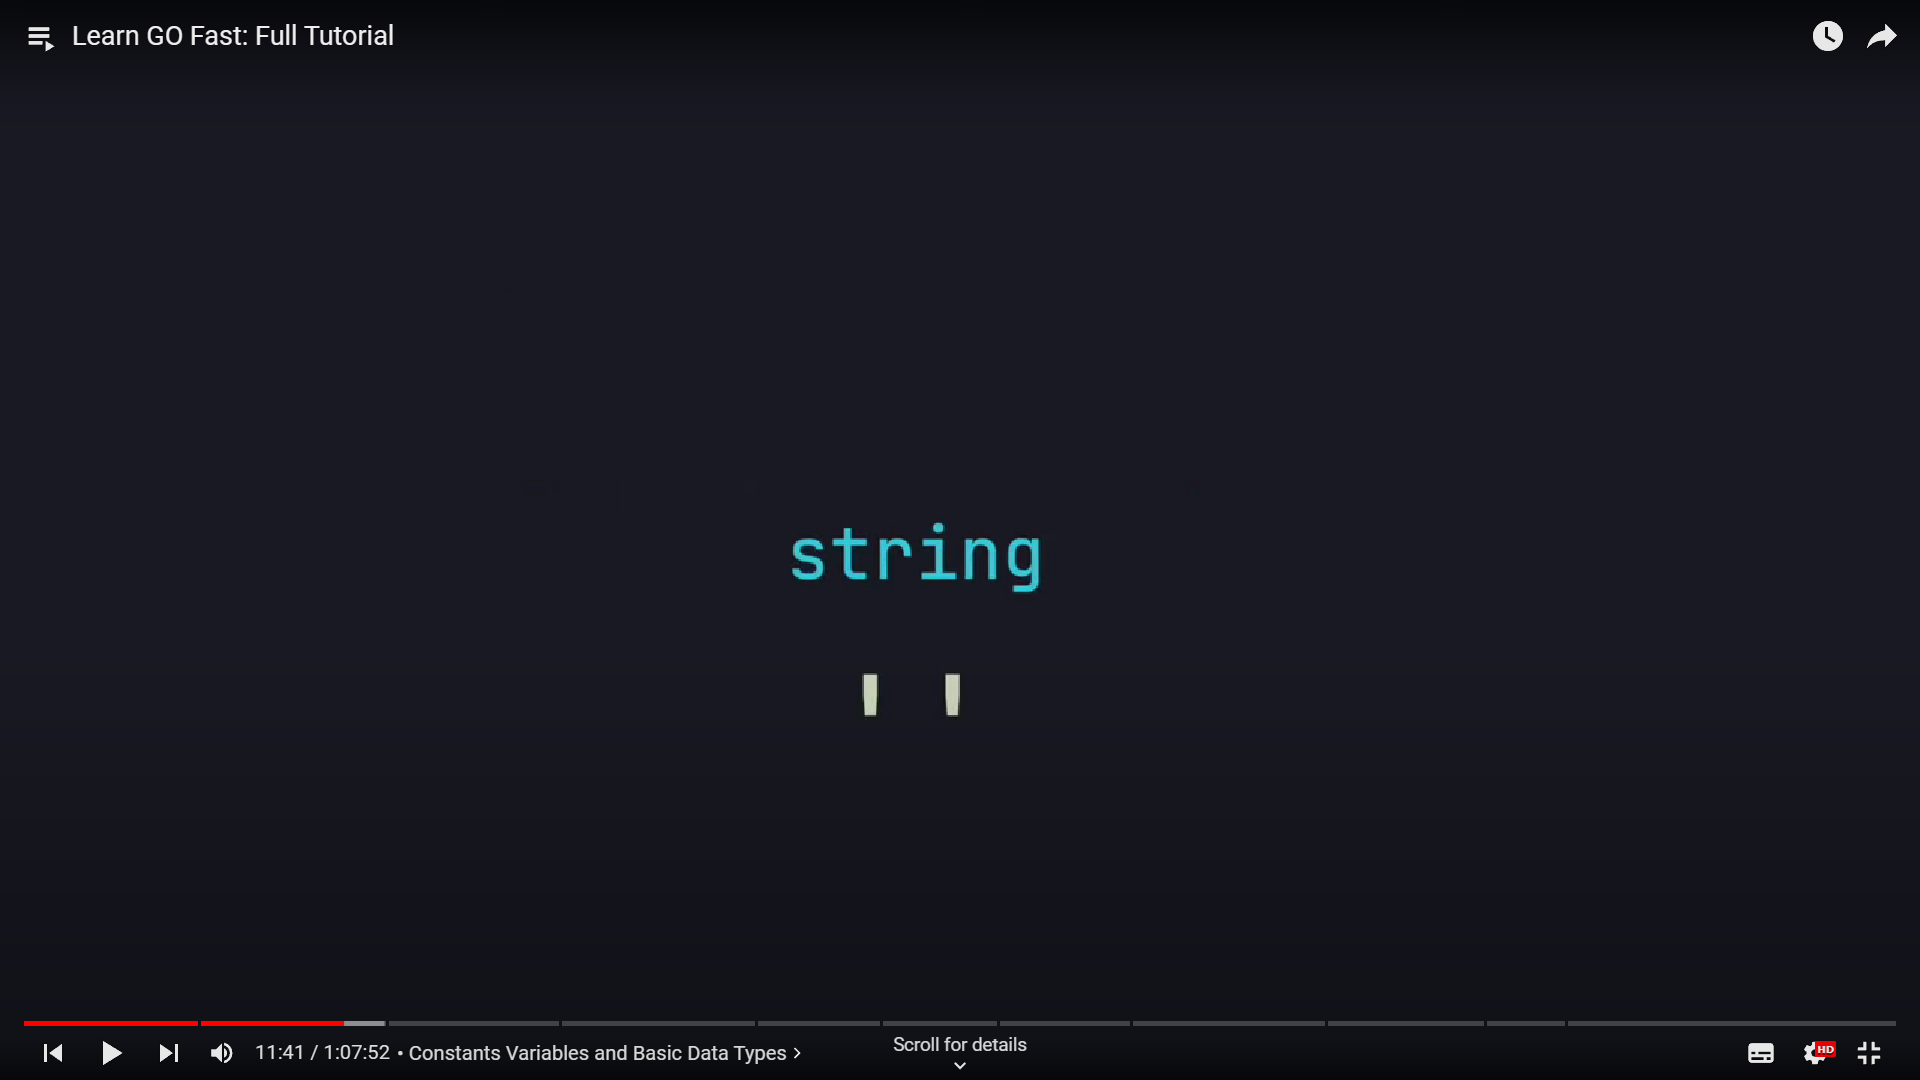 Learn GO Fast: Full Tutorial
string
' '
Scroll for details
11:41 / 1:07:52 • Constants Variables and Basic Data Types ›
HD